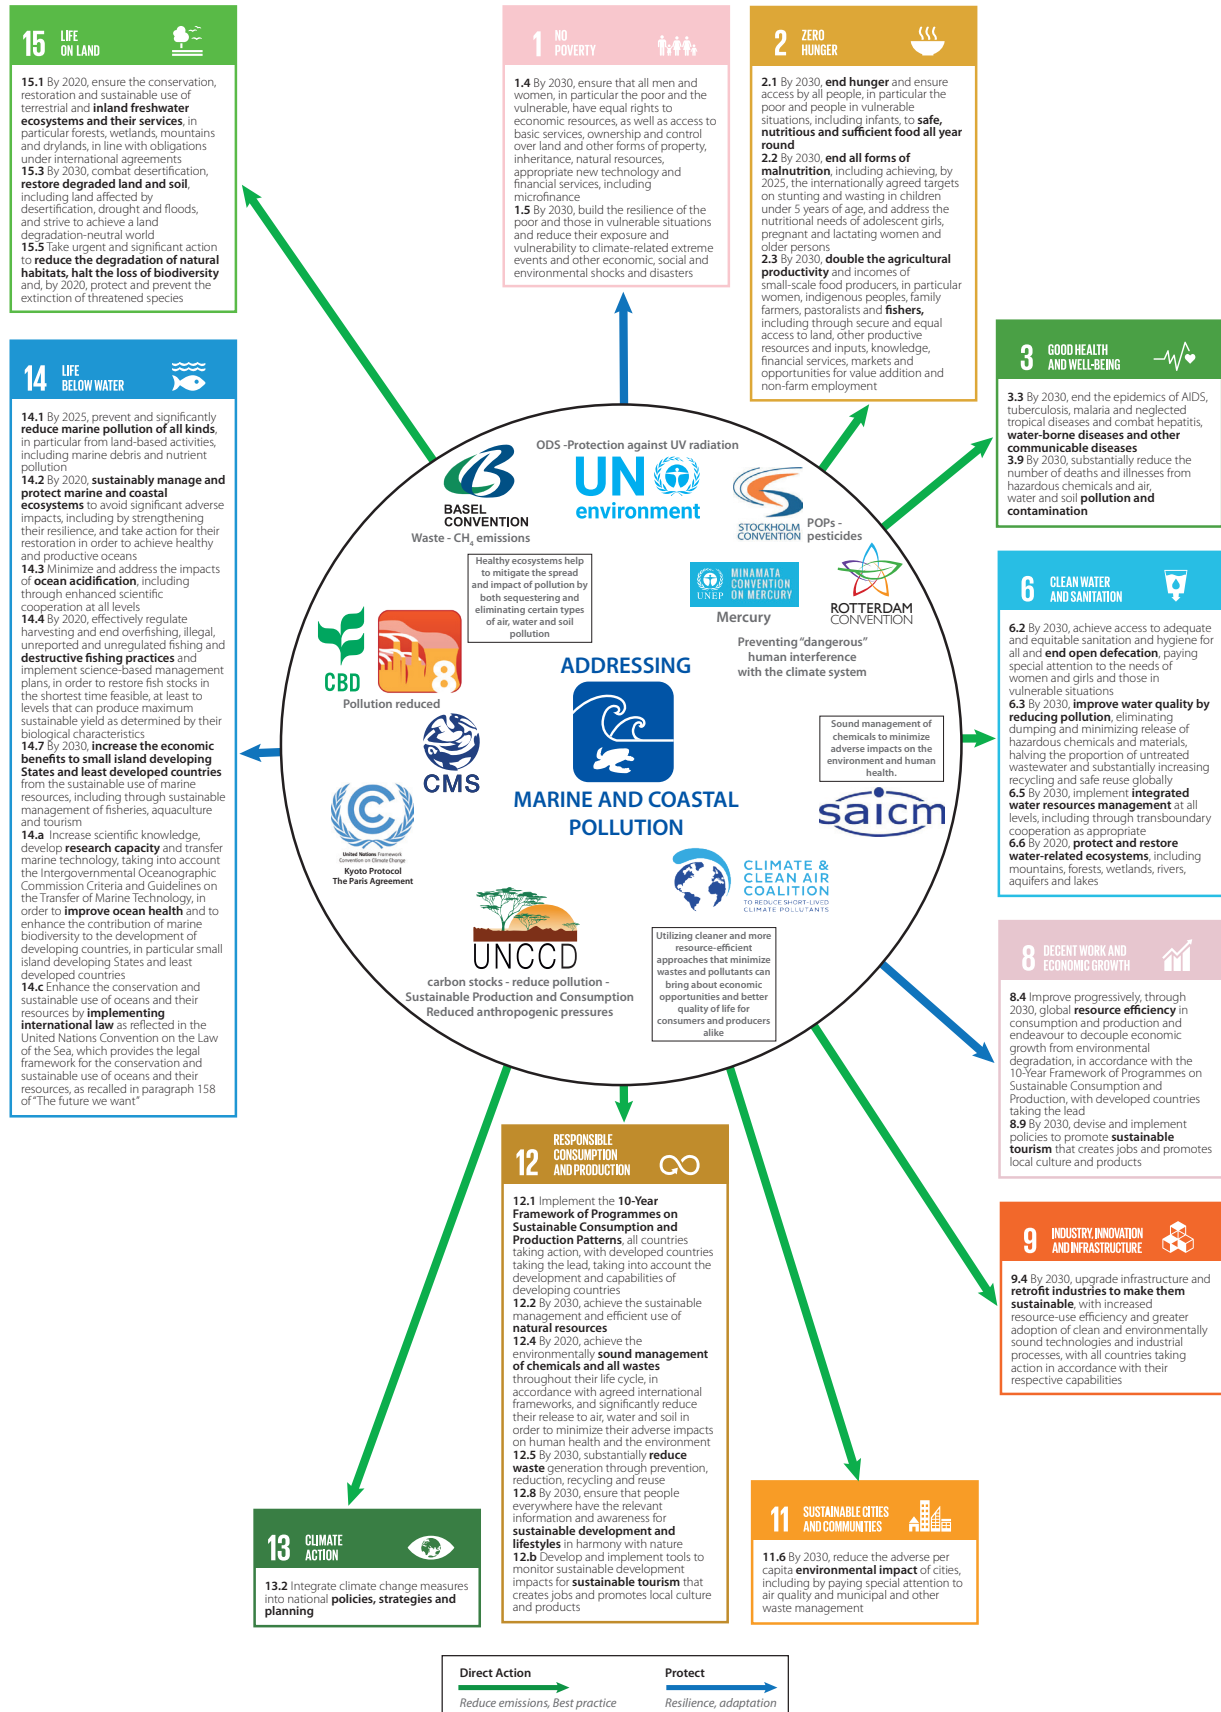 15 LIFE
ON LAND
15.1 By 2020, ensure the conservation,
restoration and sustainable use of
terrestrial and inland freshwater
ecosystems and their services, in
particular forests, wetlands, mountains
and drylands, in line with obligations
under international agreements
15.3 By 2030, combat desertification,
restore degraded land and soil,
including land affected by
desertification, drought and floods,
and strive to achieve a land
degradation-neutral world
15.5 Take urgent and significant action
to reduce the degradation of natural
habitats, halt the loss of biodiversity
and, by 2020, protect and prevent the
extinction of threatened species
1 NO
POVERTY
1.4 By 2030, ensure that all men and
women, in particular the poor and the
vulnerable, have equal rights to
economic resources, as well as access to
basic services, ownership and control
over land and other forms of property,
inheritance, natural resources,
appropriate new technology and
financial services, including
microfinance
1.5 By 2030, build the resilience of the
poor and those in vulnerable situations
and reduce their exposure and
vulnerability to climate-related extreme
events and other economic, social and
environmental shocks and disasters
2 ZERO
HUNGER
2.1 By 2030, end hunger and ensure
access by all people, in particular the
poor and people in vulnerable
situations, including infants, to safe,
nutritious and sufficient food all year
round
2.2 By 2030, end all forms of
malnutrition, including achieving, by
2025, the internationally agreed targets
on stunting and wasting in children
under 5 years of age, and address the
nutritional needs of adolescent girls,
pregnant and lactating women and
older persons
2.3 By 2030, double the agricultural
productivity and incomes of
small-scale food producers, in particular
women, indigenous peoples, family
farmers, pastoralists and fishers,
including through secure and equal
access to land, other productive
resources and inputs, knowledge,
financial services, markets and
opportunities for value addition and
non-farm employment
3 GOOD HEALTH
AND WELL-BEING
3.3 By 2030, end the epidemics of AIDS,
tuberculosis, malaria and neglected
tropical diseases and combat hepatitis,
water-borne diseases and other
communicable diseases
3.9 By 2030, substantially reduce the
number of deaths and illnesses from
hazardous chemicals and air,
water and soil pollution and
contamination
14 LIFE
BELOW WATER
14.1 By 2025, prevent and significantly
reduce marine pollution of all kinds,
in particular from land-based activities,
including marine debris and nutrient
pollution
14.2 By 2020, sustainably manage and
protect marine and coastal
ecosystems to avoid significant adverse
impacts, including by strengthening
their resilience, and take action for their
restoration in order to achieve healthy
and productive oceans
14.3 Minimize and address the impacts
of ocean acidification, including
through enhanced scientific
cooperation at all levels
14.4 By 2020, effectively regulate
harvesting and end overfishing, illegal,
unreported and unregulated fishing and
destructive fishing practices and
implement science-based management
plans, in order to restore fish stocks in
the shortest time feasible, at least to
levels that can produce maximum
sustainable yield as determined by their
biological characteristics
14.7 By 2030, increase the economic
benefits to small island developing
States and least developed countries
from the sustainable use of marine
resources, including through sustainable
management of fisheries, aquaculture
and tourism
14.a Increase scientific knowledge,
develop research capacity and transfer
marine technology, taking into account
the Intergovernmental Oceanographic
Commission Criteria and Guidelines on
the Transfer of Marine Technology, in
order to improve ocean health and to
enhance the contribution of marine
biodiversity to the development of
developing countries, in particular small
island developing States and least
developed countries
14.c Enhance the conservation and
sustainable use of oceans and their
resources by implementing
international law as reflected in the
United Nations Convention on the Law
of the Sea, which provides the legal
framework for the conservation and
sustainable use of oceans and their
resources, as recalled in paragraph 158
of "The future we want"
ODS -Protection against UV radiation
UN
environment
BASEL
CONVENTION
Waste - CH4 emissions
STOCKHOLM
CONVENTION
POPs -
pesticides
Healthy ecosystems help
to mitigate the spread
and impact of pollution by
both sequestering and
eliminating certain types
of air, water and soil
pollution
UNEP
MINAMATA
CONVENTION
ON MERCURY
Mercury
ROTTERDAM
CONVENTION
Preventing "dangerous"
human interference
with the climate system
CBD
8
Pollution reduced
ADDRESSING
MARINE AND COASTAL
POLLUTION
CMS
Sound management of
chemicals to minimize
adverse impacts on the
environment and human
health.
saicm
United Nations Framework
Convention on Climate Change
Kyoto Protocol
The Paris Agreement
CLIMATE &
CLEAN AIR
COALITION
TO REDUCE SHORT-LIVED
CLIMATE POLLUTANTS
UNCCD
carbon stocks - reduce pollution -
Sustainable Production and Consumption
Reduced anthropogenic pressures
Utilizing cleaner and more
resource-efficient
approaches that minimize
wastes and pollutants can
bring about economic
opportunities and better
quality of life for
consumers and producers
alike
6 CLEAN WATER
AND SANITATION
6.2 By 2030, achieve access to adequate
and equitable sanitation and hygiene for
all and end open defecation, paying
special attention to the needs of
women and girls and those in
vulnerable situations
6.3 By 2030, improve water quality by
reducing pollution, eliminating
dumping and minimizing release of
hazardous chemicals and materials,
halving the proportion of untreated
wastewater and substantially increasing
recycling and safe reuse globally
6.5 By 2030, implement integrated
water resources management at all
levels, including through transboundary
cooperation as appropriate
6.6 By 2020, protect and restore
water-related ecosystems, including
mountains, forests, wetlands, rivers,
aquifers and lakes
8 DECENT WORK AND
ECONOMIC GROWTH
8.4 Improve progressively, through
2030, global resource efficiency in
consumption and production and
endeavour to decouple economic
growth from environmental
degradation, in accordance with the
10-Year Framework of Programmes on
Sustainable Consumption and
Production, with developed countries
taking the lead
8.9 By 2030, devise and implement
policies to promote sustainable
tourism that creates jobs and promotes
local culture and products
9 INDUSTRY, INNOVATION
AND INFRASTRUCTURE
9.4 By 2030, upgrade infrastructure and
retrofit industries to make them
sustainable, with increased
resource-use efficiency and greater
adoption of clean and environmentally
sound technologies and industrial
processes, with all countries taking
action in accordance with their
respective capabilities
12 RESPONSIBLE
CONSUMPTION
AND PRODUCTION
12.1 Implement the 10-Year
Framework of Programmes on
Sustainable Consumption and
Production Patterns, all countries
taking action, with developed countries
taking the lead, taking into account the
development and capabilities of
developing countries
12.2 By 2030, achieve the sustainable
management and efficient use of
natural resources
12.4 By 2020, achieve the
environmentally sound management
of chemicals and all wastes
throughout their life cycle, in
accordance with agreed international
frameworks, and significantly reduce
their release to air, water and soil in
order to minimize their adverse impacts
on human health and the environment
12.5 By 2030, substantially reduce
waste generation through prevention,
reduction, recycling and reuse
12.8 By 2030, ensure that people
everywhere have the relevant
information and awareness for
sustainable development and
lifestyles in harmony with nature
12.b Develop and implement tools to
monitor sustainable development
impacts for sustainable tourism that
creates jobs and promotes local culture
and products
13 CLIMATE
ACTION
13.2 Integrate climate change measures
into national policies, strategies and
planning
11 SUSTAINABLE CITIES
AND COMMUNITIES
11.6 By 2030, reduce the adverse per
capita environmental impact of cities,
including by paying special attention to
air quality and municipal and other
waste management
Direct Action
Reduce emissions, Best practice
Protect
Resilience, adaptation